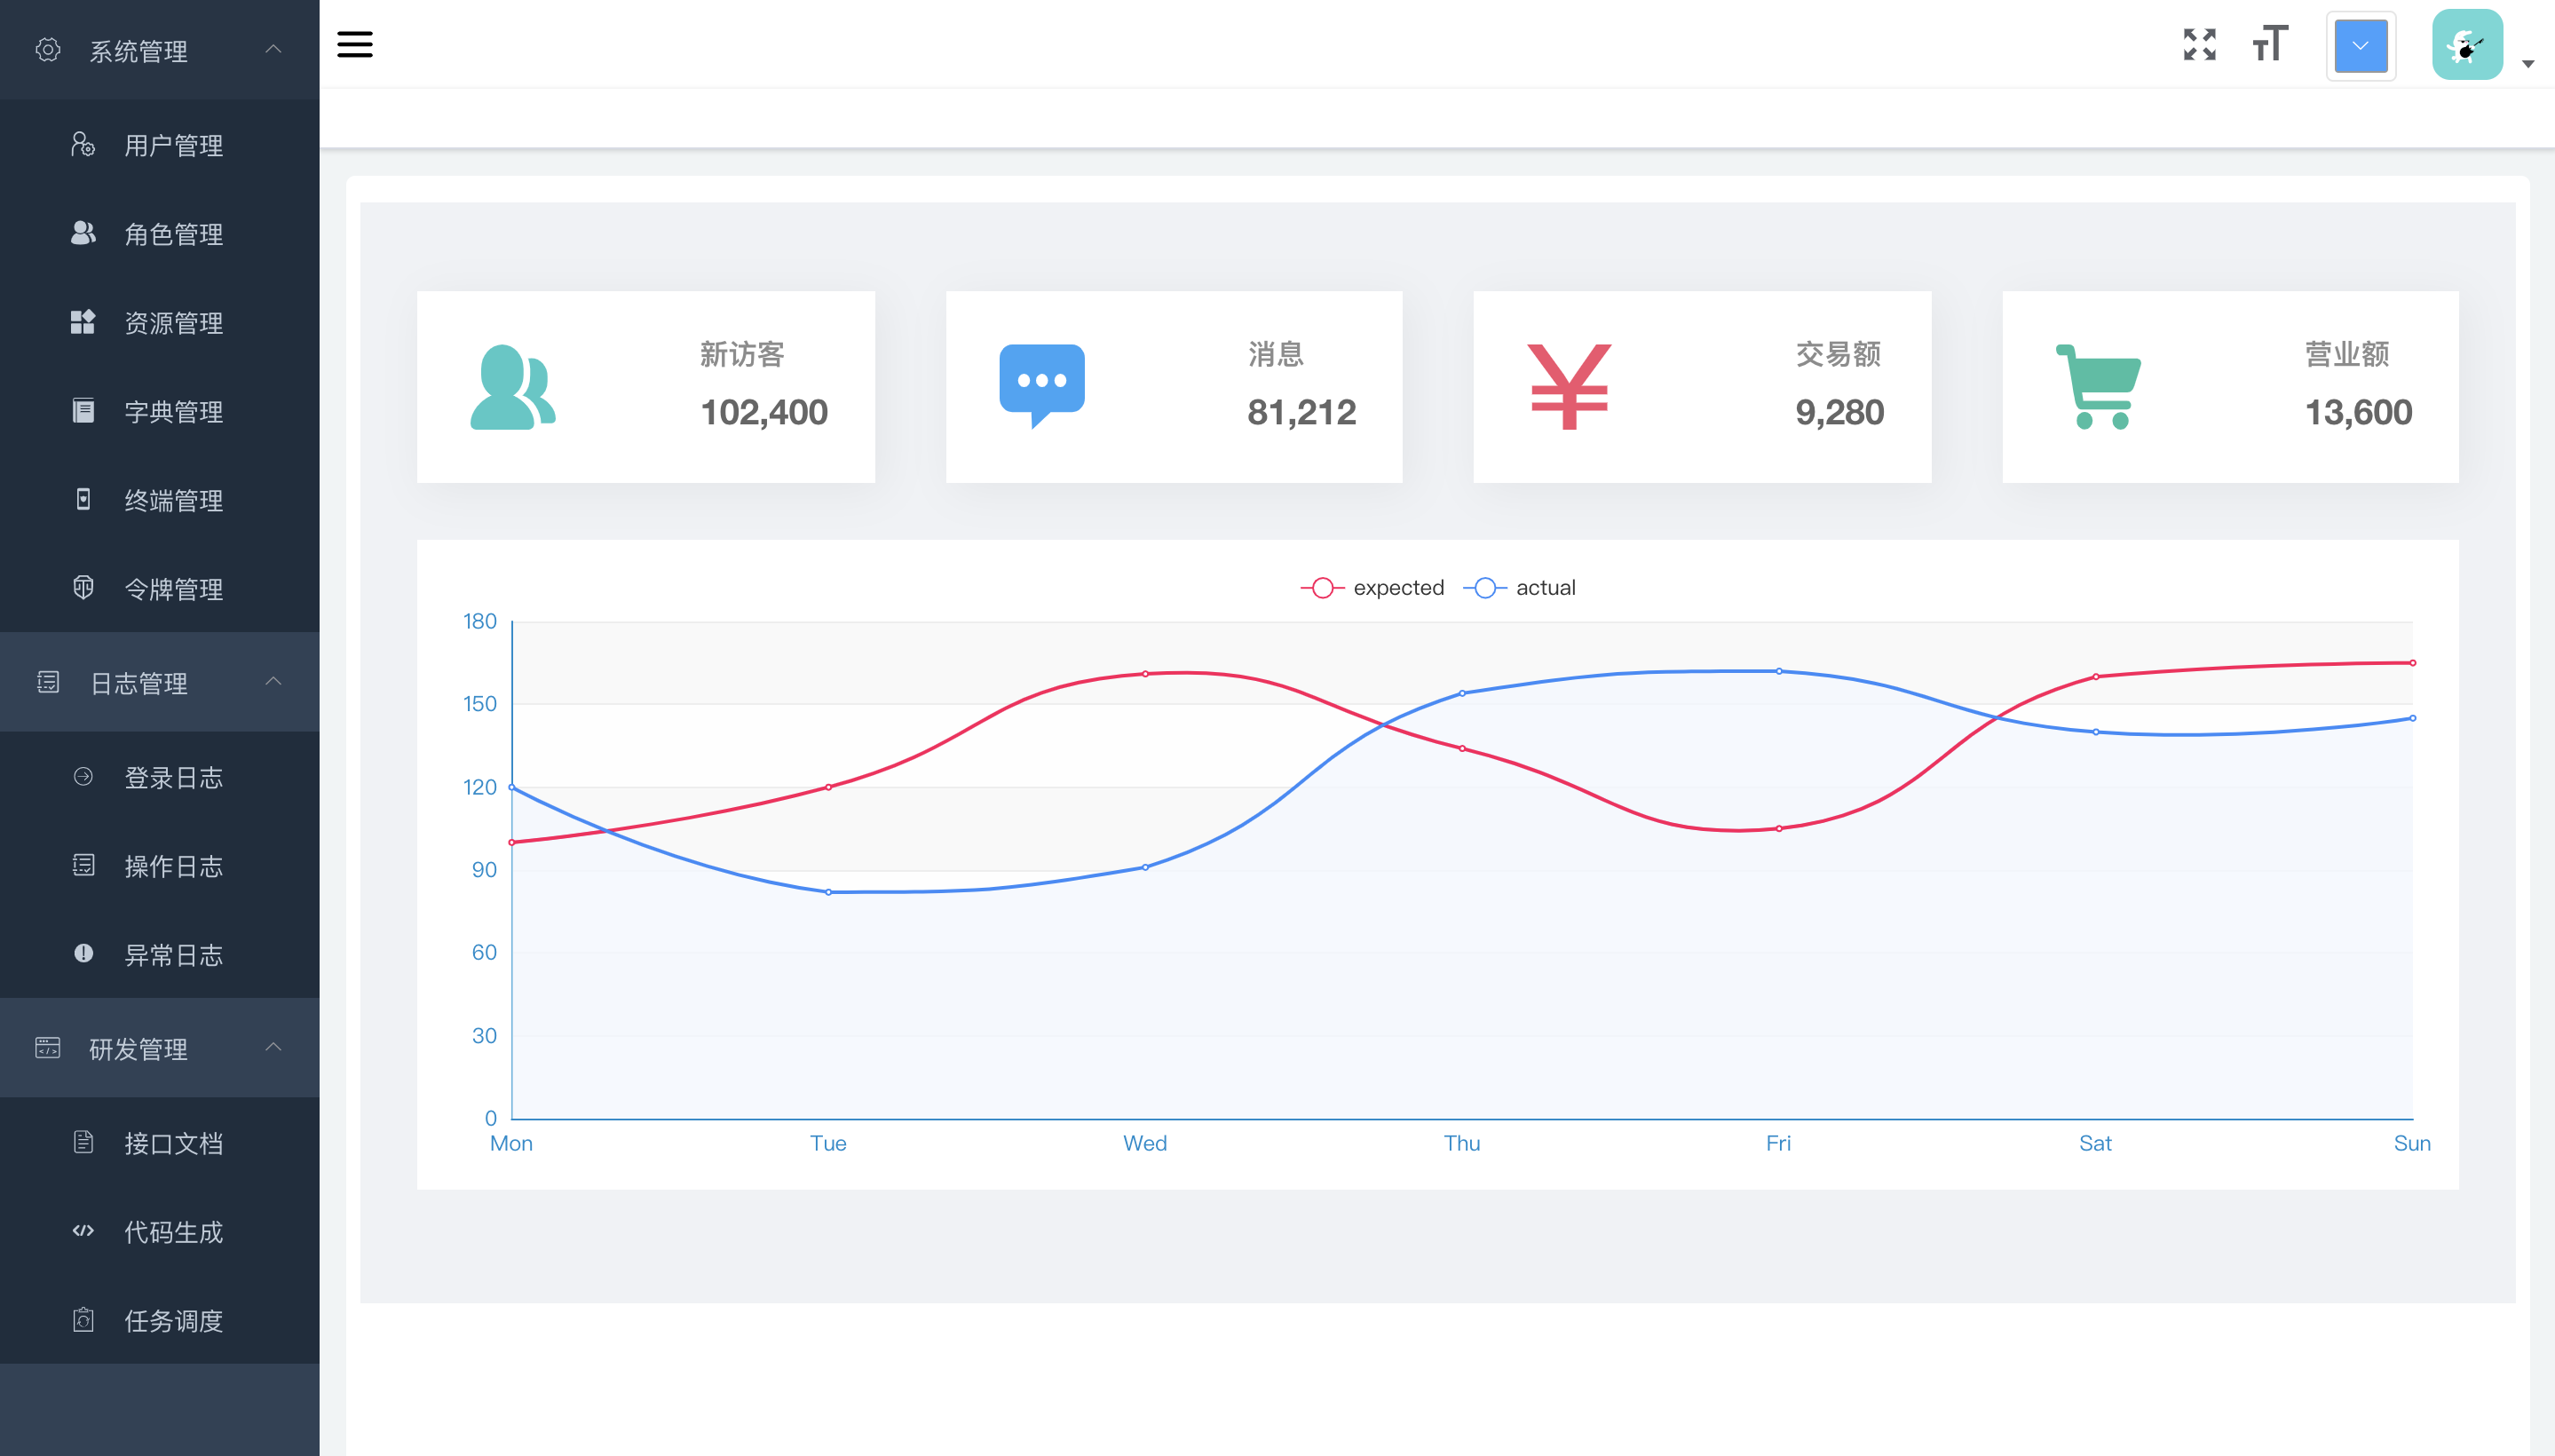 系统管理
用户管理
角色管理
资源管理
字典管理
终端管理
令牌管理
日志管理
登录日志
操作日志
异常日志
研发管理
接口文档
代码生成
任务调度
新访客
102,400
消息
81,212
交易额
9,280
营业额
13,600
expected actual
180
150
120
90
60
30
0
Mon Tue Wed Thu Fri Sat Sun